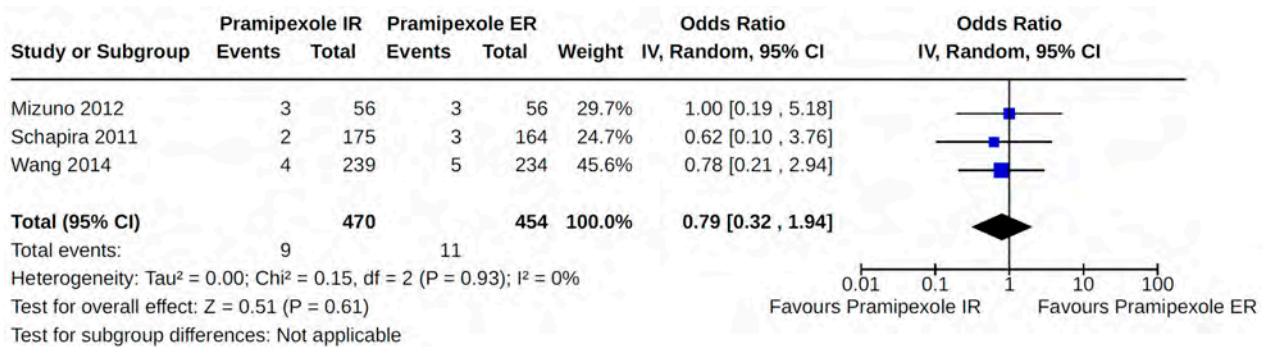 Pramipexole IR Pramipexole ER Odds Ratio Odds Ratio
Study or Subgroup Events Total Events Total Weight IV, Random, 95% CI IV, Random, 95% CI
Mizuno 2012 3 56 3 56 29.7% 1.00 [0.19 , 5.18]
Schapira 2011 2 175 3 164 24.7% 0.62 [0.10 , 3.76]
Wang 2014 4 239 5 234 45.6% 0.78 [0.21 , 2.94]
Total (95% CI) 470 454 100.0% 0.79 [0.32 , 1.94]
Total events: 9 11
Heterogeneity: Tau² = 0.00; Chi² = 0.15, df = 2 (P = 0.93); I² = 0%
Test for overall effect: Z = 0.51 (P = 0.61)
Test for subgroup differences: Not applicable
0.01 0.1 1 10 100
Favours Pramipexole IR Favours Pramipexole ER